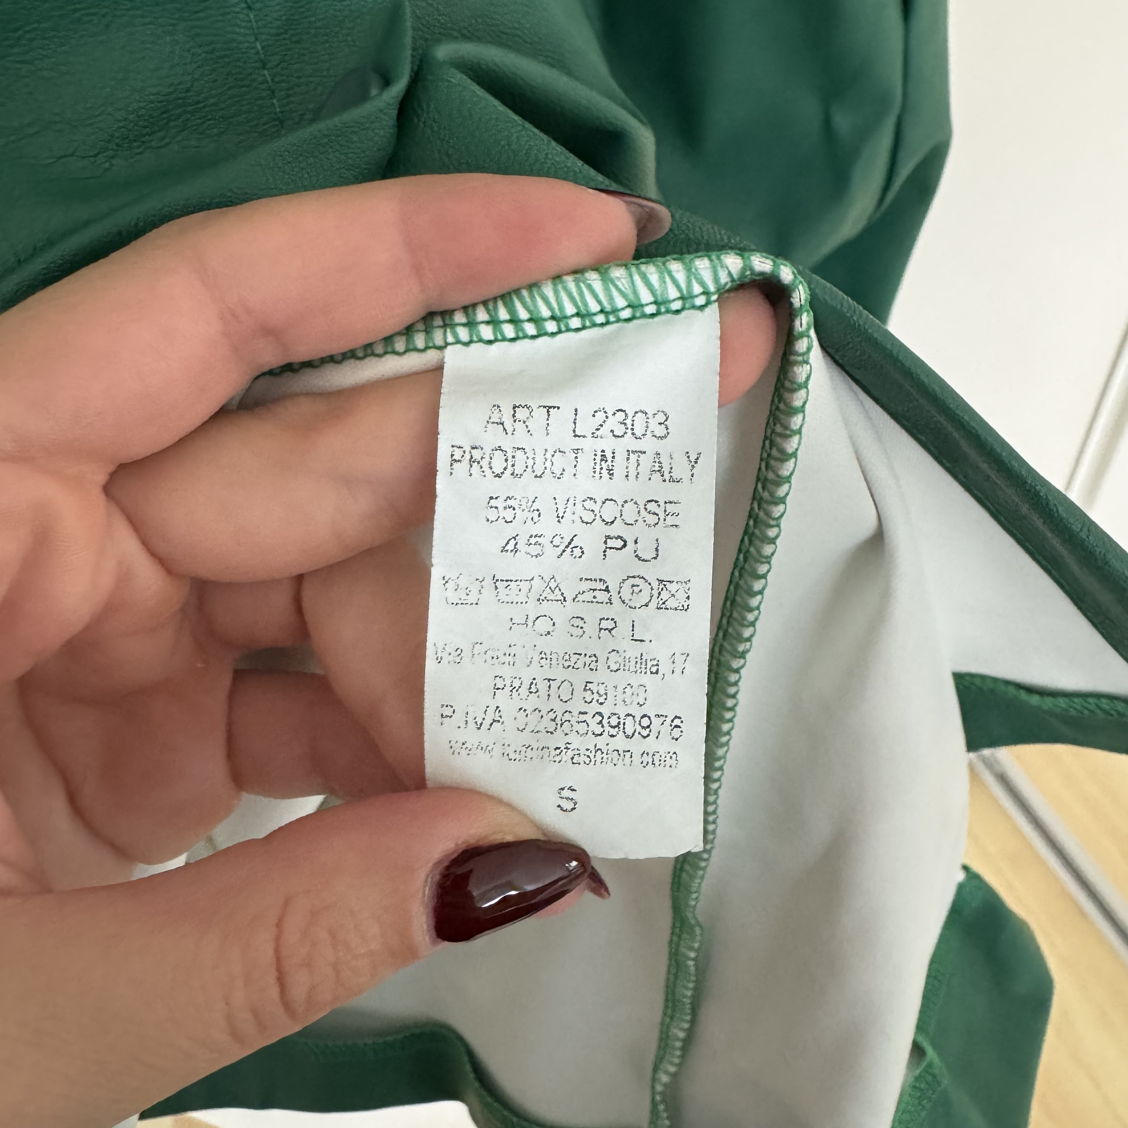 ART L2303
PRODUCT IN ITALY
55% VISCOSE
45% PU
P
HQ S.R.L.
Via Friuli Venezia Giulia,17
PRATO 59100
P.IVA 02365390976
www.luminafashion.com
S